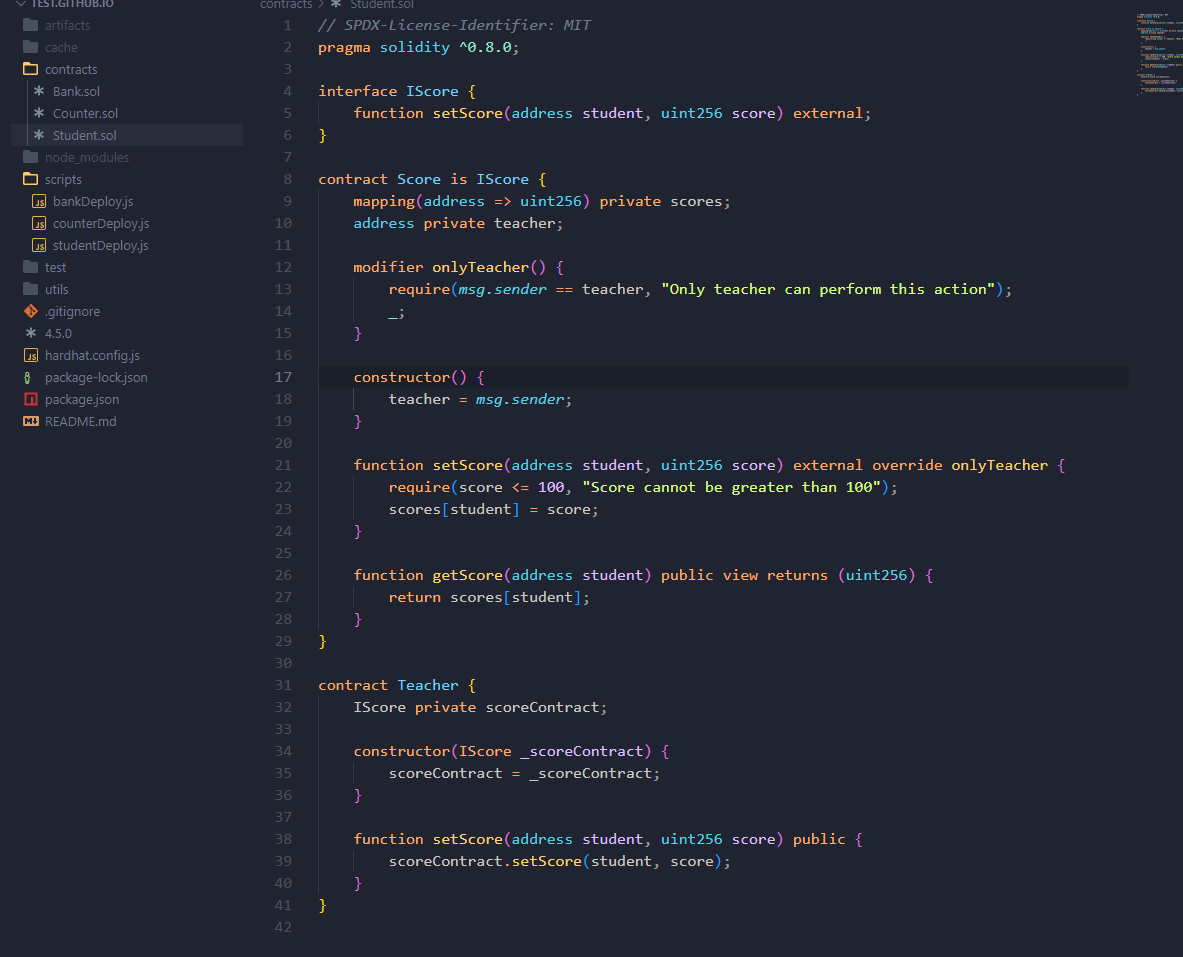 TEST.GITHUB.IO
artifacts
cache
contracts
Bank.sol
Counter.sol
Student.sol
node_modules
scripts
bankDeploy.js
counterDeploy.js
studentDeploy.js
test
utils
.gitignore
4.5.0
hardhat.config.js
package-lock.json
package.json
README.md
contracts > Student.sol
1 // SPDX-License-Identifier: MIT
2 pragma solidity ^0.8.0;
3
4 interface IScore {
5     function setScore(address student, uint256 score) external;
6 }
7
8 contract Score is IScore {
9     mapping(address => uint256) private scores;
10     address private teacher;
11
12     modifier onlyTeacher() {
13         require(msg.sender == teacher, "Only teacher can perform this action");
14         _;
15     }
16
17     constructor() {
18         teacher = msg.sender;
19     }
20
21     function setScore(address student, uint256 score) external override onlyTeacher {
22         require(score <= 100, "Score cannot be greater than 100");
23         scores[student] = score;
24     }
25
26     function getScore(address student) public view returns (uint256) {
27         return scores[student];
28     }
29 }
30
31 contract Teacher {
32     IScore private scoreContract;
33
34     constructor(IScore _scoreContract) {
35         scoreContract = _scoreContract;
36     }
37
38     function setScore(address student, uint256 score) public {
39         scoreContract.setScore(student, score);
40     }
41 }
42